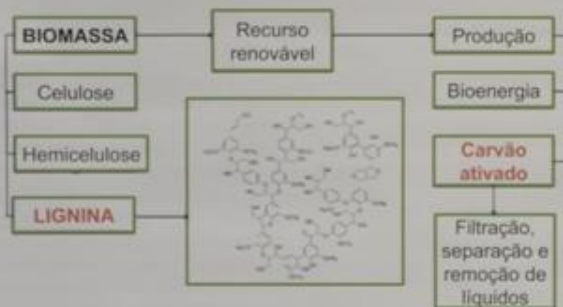 BIOMASSA
Recurso
renovável
Produção
Celulose
Bioenergia
Hemicelulose
Carvão
ativado
LIGNINA
Filtração,
separação e
remoção de
líquidos